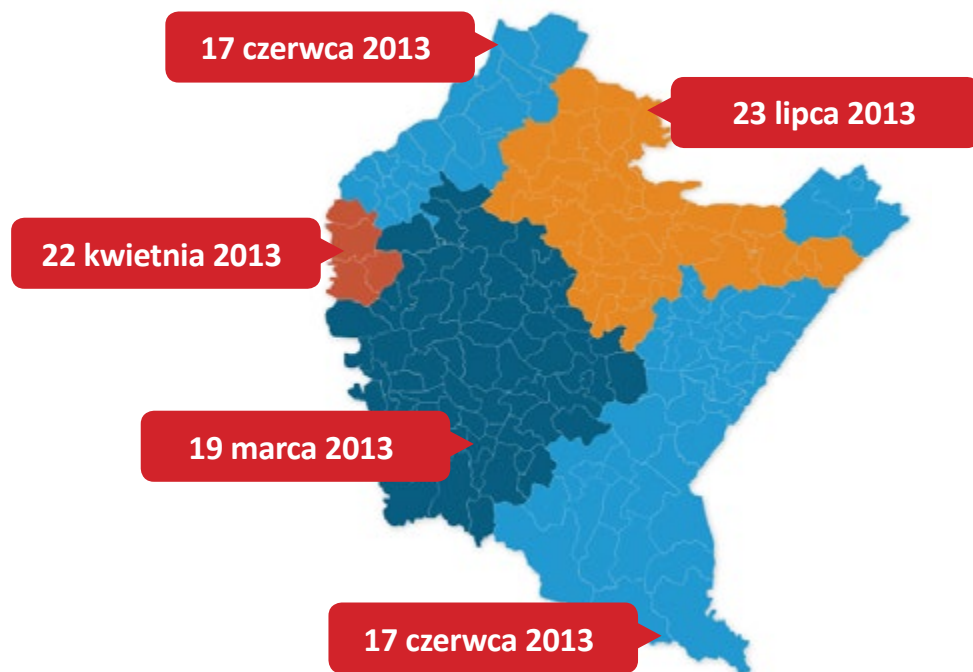 17 czerwca 2013
23 lipca 2013
22 kwietnia 2013
19 marca 2013
17 czerwca 2013